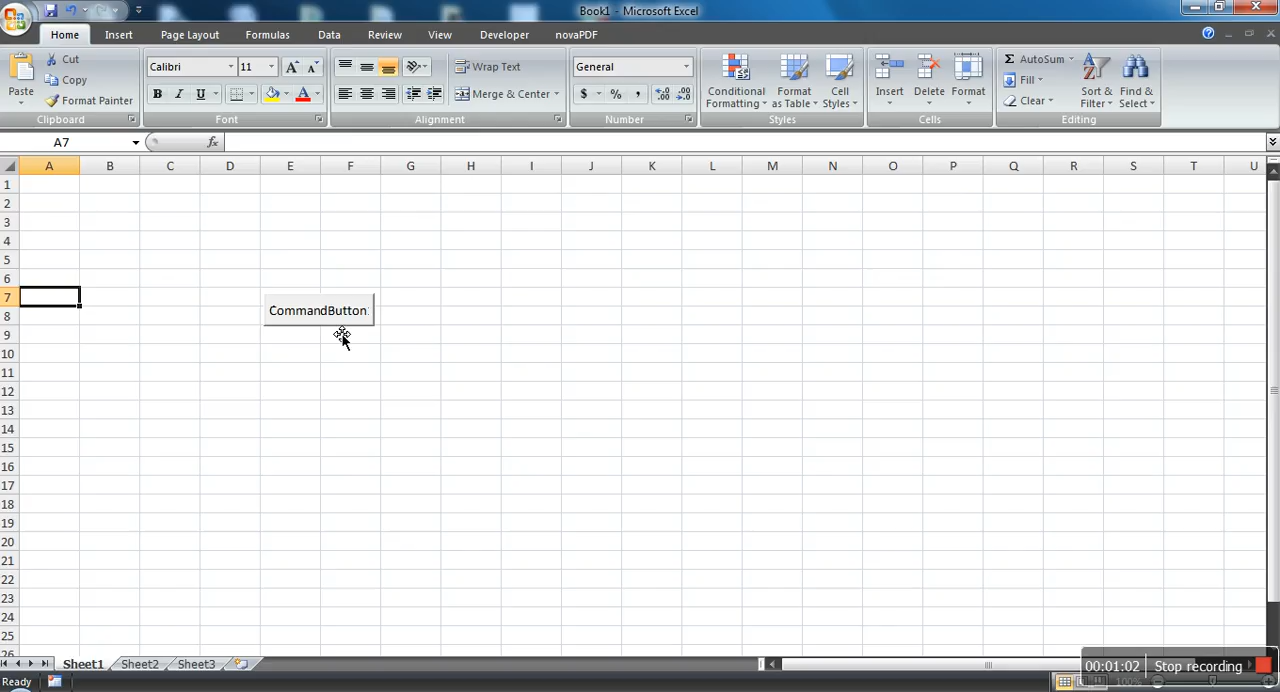 Book1 - Microsoft Excel
Home Insert Page Layout Formulas Data Review View Developer novaPDF
Paste
Cut
Copy
Format Painter
Clipboard
Calibri 11
B I U
Font
Wrap Text
Merge & Center
Alignment
General
$ % ,
Number
Conditional Formatting
Format as Table
Cell Styles
Styles
Insert
Delete
Format
Cells
Σ AutoSum
Fill
Clear
Sort & Filter
Find & Select
Editing
A7 fx
A B C D E F G H I J K L M N O P Q R S T U
1
2
3
4
5
6
7
8
CommandButton
9
10
11
12
13
14
15
16
17
18
19
20
21
22
23
24
25
26
Sheet1 Sheet2 Sheet3
00:01:02 Stop recording
Ready 100%